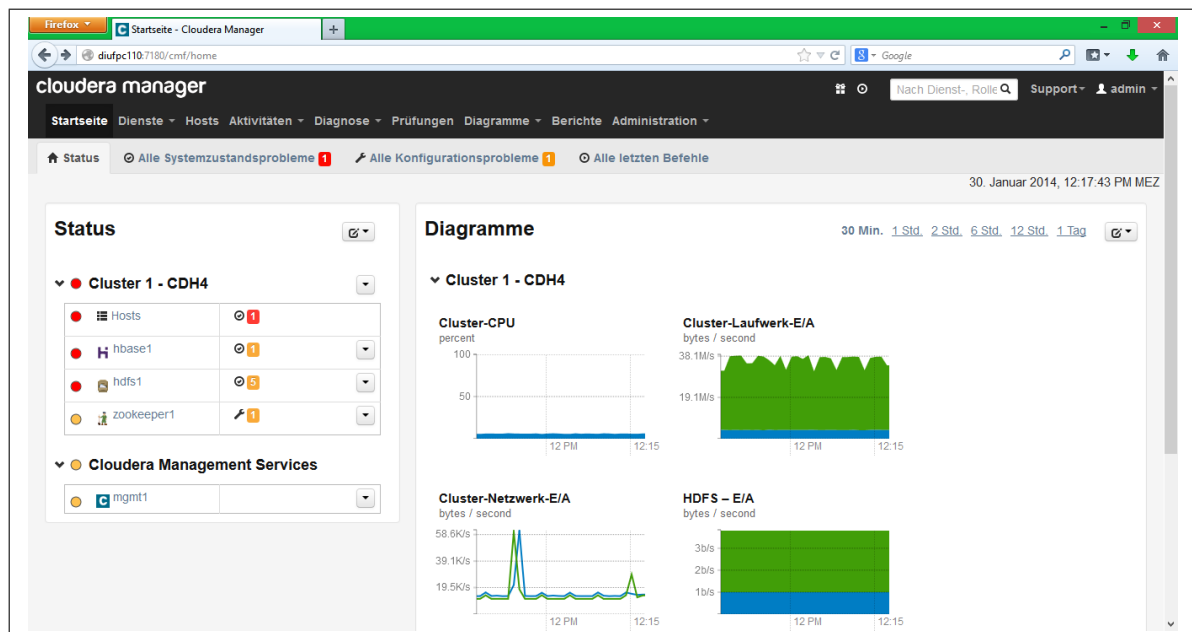 Firefox
Startseite - Cloudera Manager
+
diufpc110:7180/cmf/home
Google
cloudera manager
Nach Dienst-, Rolle
Support
admin
Startseite Dienste Hosts Aktivitäten Diagnose Prüfungen Diagramme Berichte Administration
Status Alle Systemzustandsprobleme 1 Alle Konfigurationsprobleme 1 Alle letzten Befehle
30. Januar 2014, 12:17:43 PM MEZ
Status
Cluster 1 - CDH4
Hosts 1
hbase1 1
hdfs1 5
zookeeper1 1
Cloudera Management Services
mgmt1
Diagramme
30 Min. 1 Std. 2 Std. 6 Std. 12 Std. 1 Tag
Cluster 1 - CDH4
Cluster-CPU
percent
100
50
12 PM 12:15
Cluster-Laufwerk-E/A
bytes / second
38.1M/s
19.1M/s
12 PM 12:15
Cluster-Netzwerk-E/A
bytes / second
58.6K/s
39.1K/s
19.5K/s
12 PM 12:15
HDFS – E/A
bytes / second
3b/s
2b/s
1b/s
12 PM 12:15